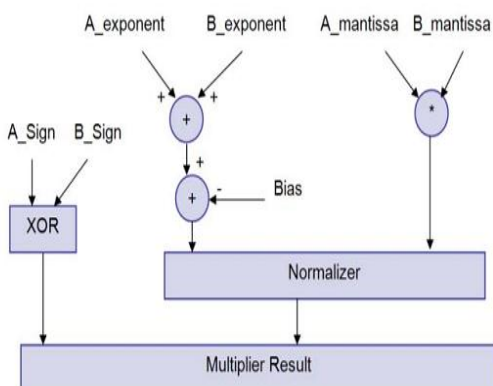 A_exponent B_exponent A_mantissa B_mantissa
+ + + *
A_Sign B_Sign
+
+ - Bias
XOR
Normalizer
Multiplier Result